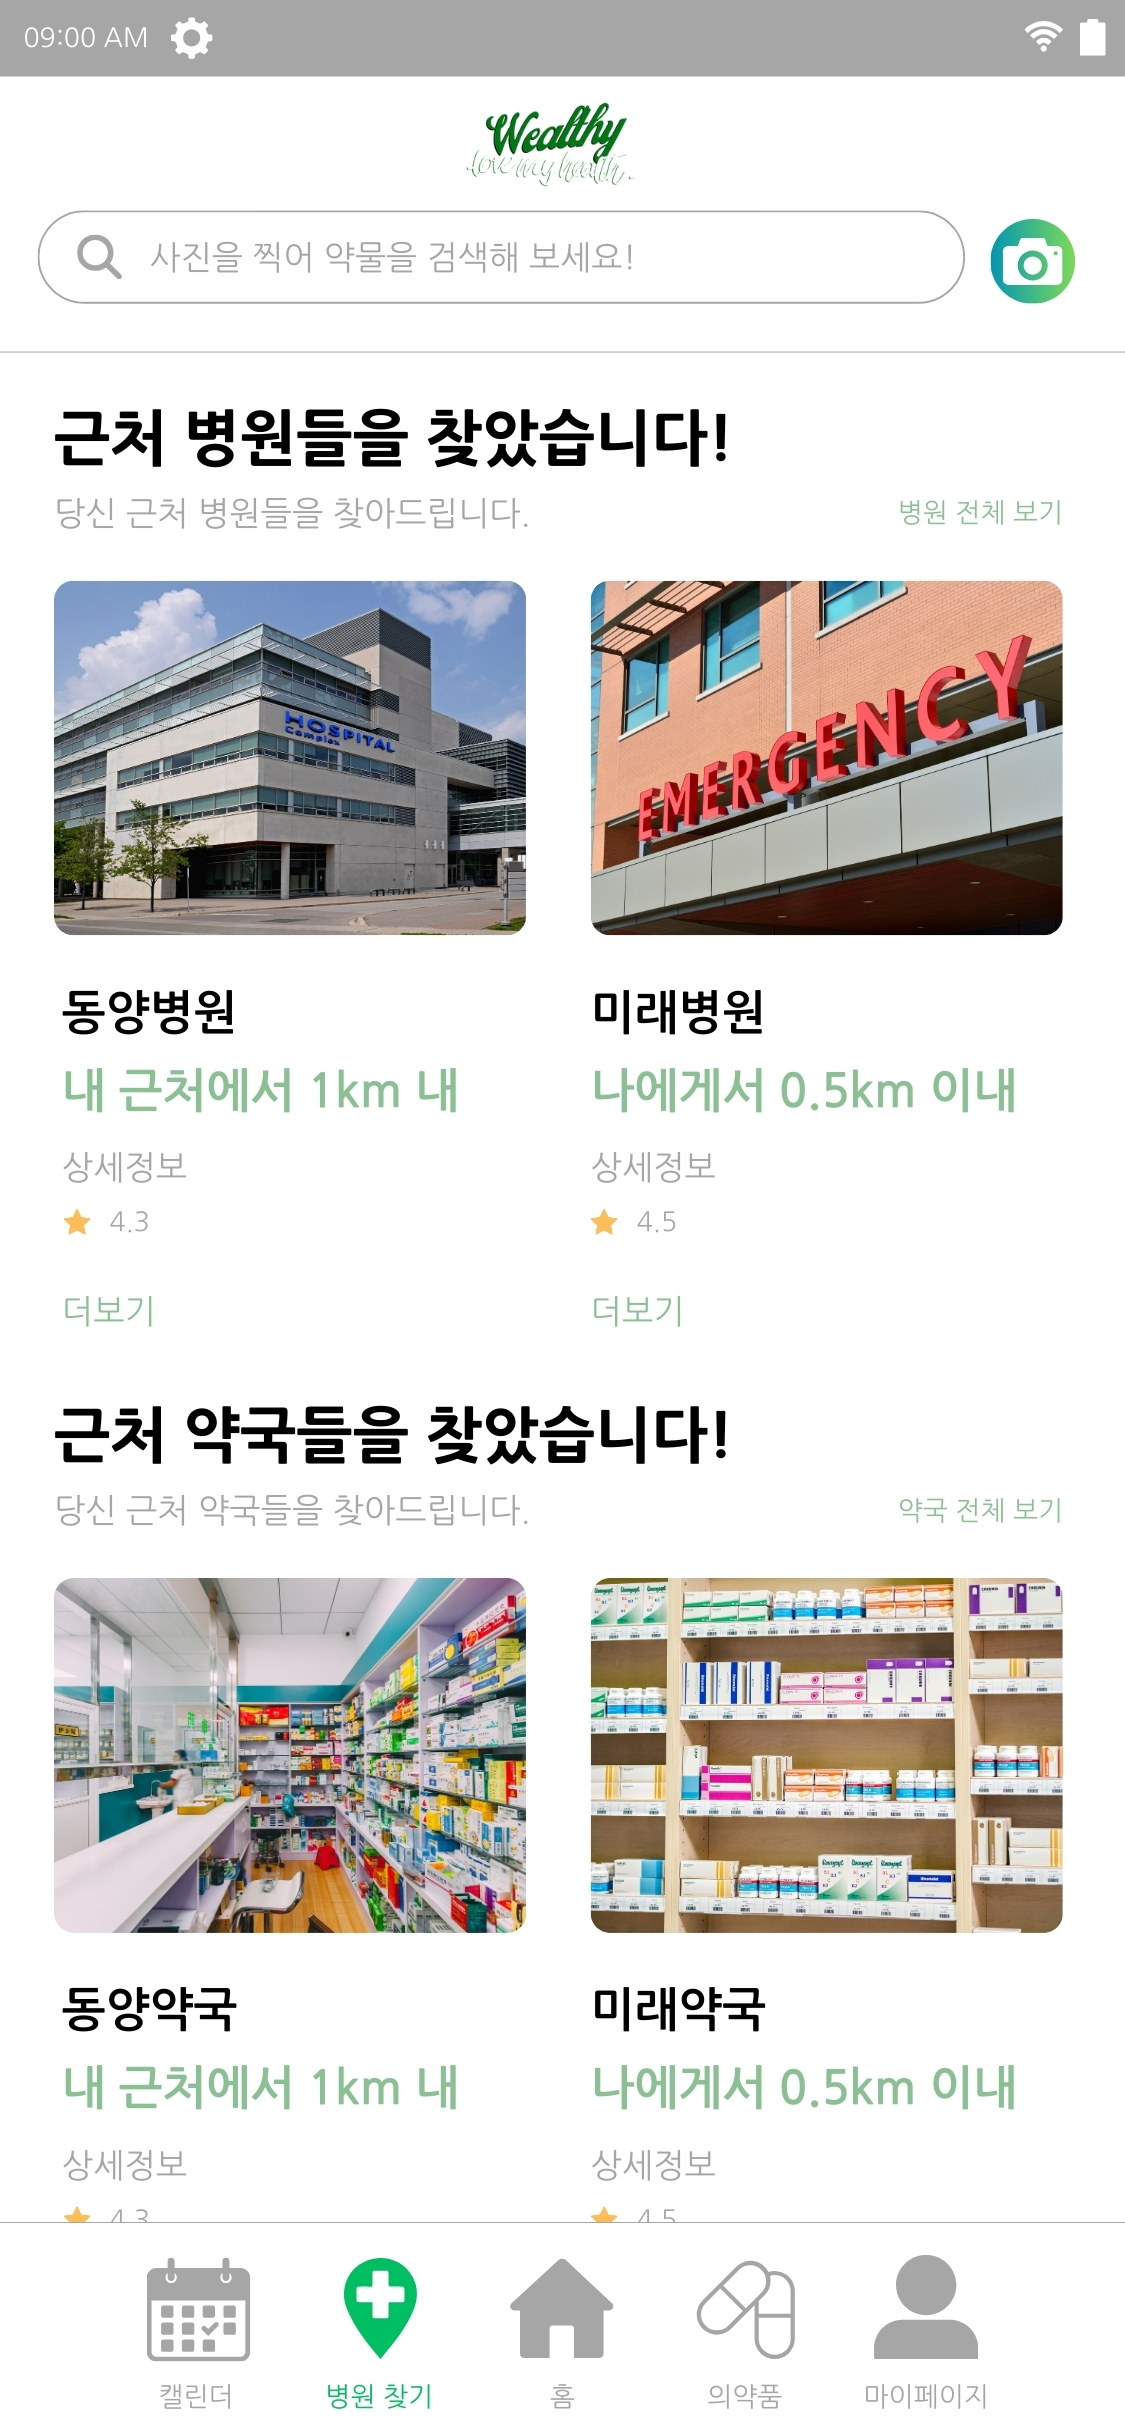 09:00 AM
Wealthy
love my health
사진을 찍어 약물을 검색해 보세요!
근처 병원들을 찾았습니다!
당신 근처 병원들을 찾아드립니다.
병원 전체 보기
HOSPITAL
Complex
EMERGENCY
동양병원
미래병원
내 근처에서 1km 내
나에게서 0.5km 이내
상세정보
상세정보
4.3
4.5
더보기
더보기
근처 약국들을 찾았습니다!
당신 근처 약국들을 찾아드립니다.
약국 전체 보기
동양약국
미래약국
내 근처에서 1km 내
나에게서 0.5km 이내
상세정보
상세정보
4.3
4.5
캘린더
병원 찾기
홈
의약품
마이페이지